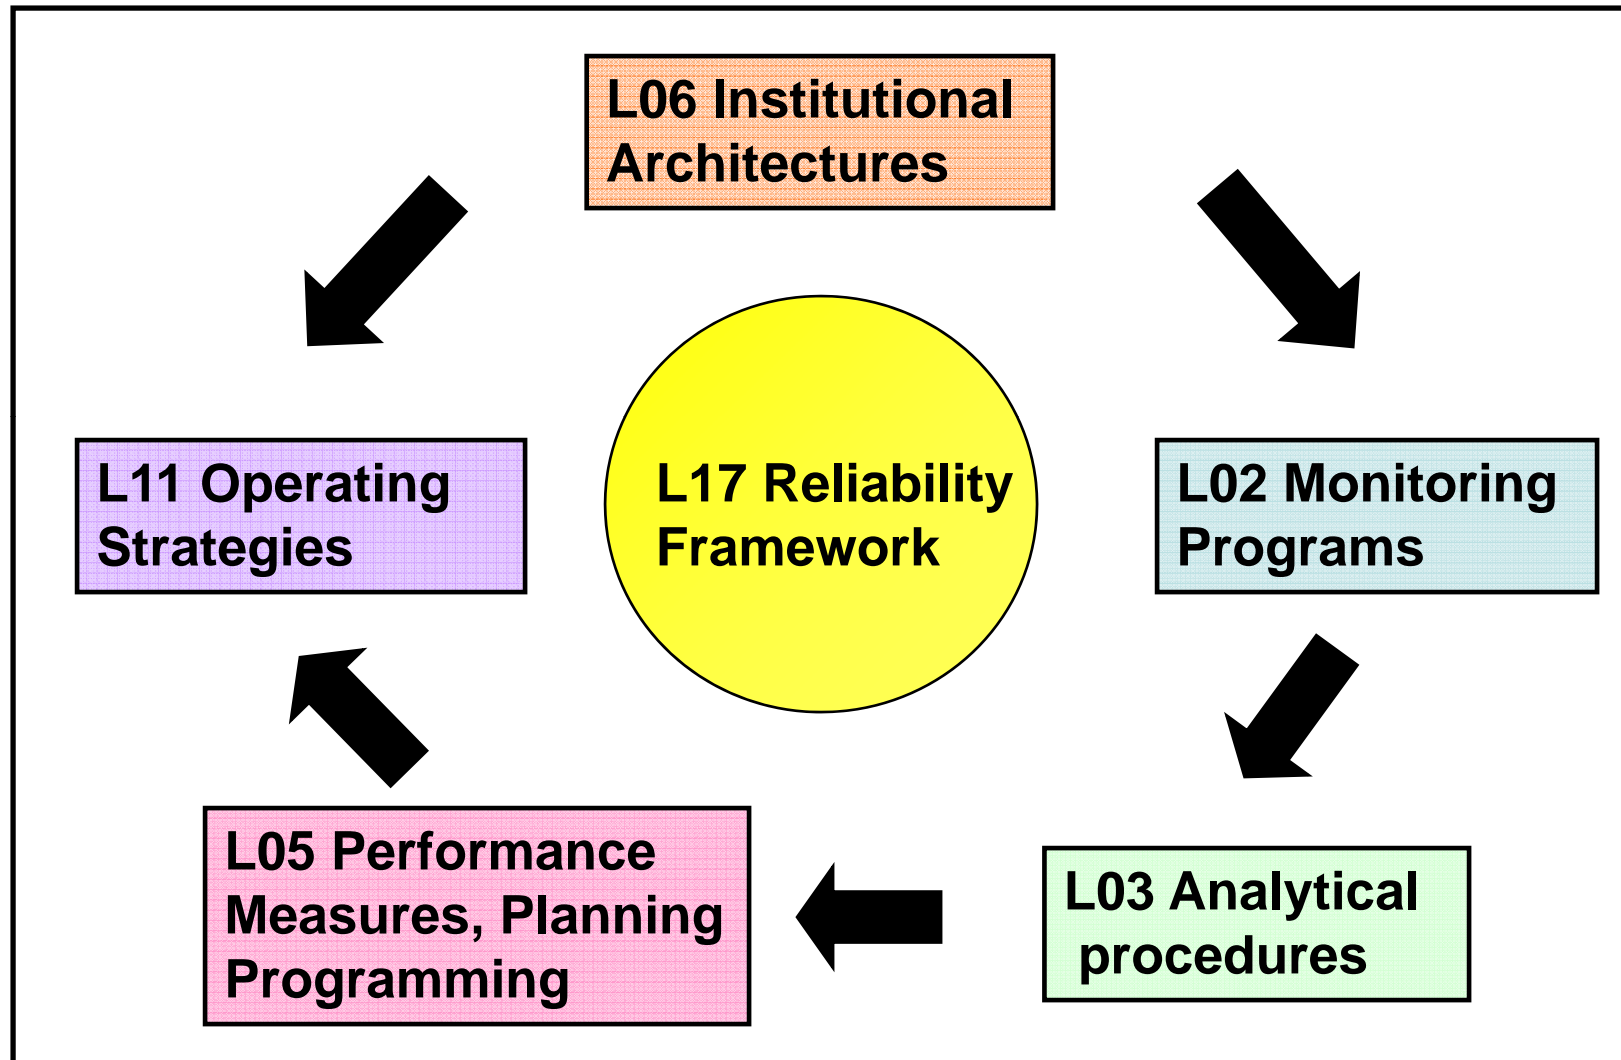 L06 Institutional
Architectures
L11 Operating
Strategies
L17 Reliability
Framework
L02 Monitoring
Programs
L05 Performance
Measures, Planning
Programming
L03 Analytical
procedures